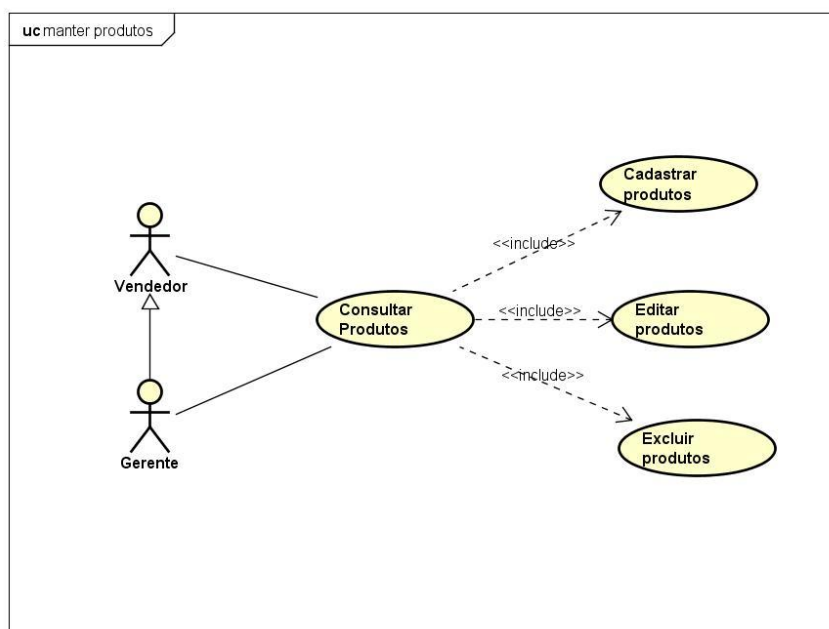 uc manter produtos
Cadastrar
produtos
<<include>>
Vendedor
Consultar
Produtos
<<include>>
Editar
produtos
<<include>>
Excluir
produtos
Gerente